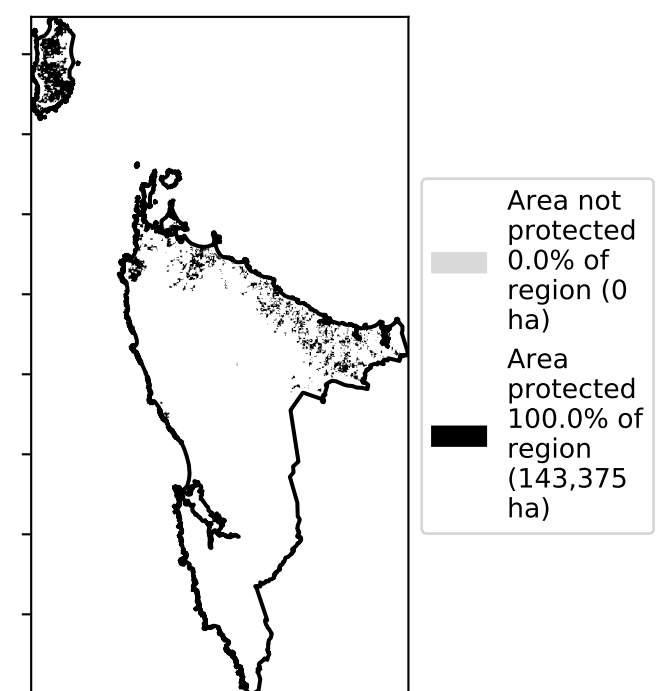 Area not
protected
0.0% of
region (0
ha)
Area
protected
100.0% of
region
(143,375
ha)